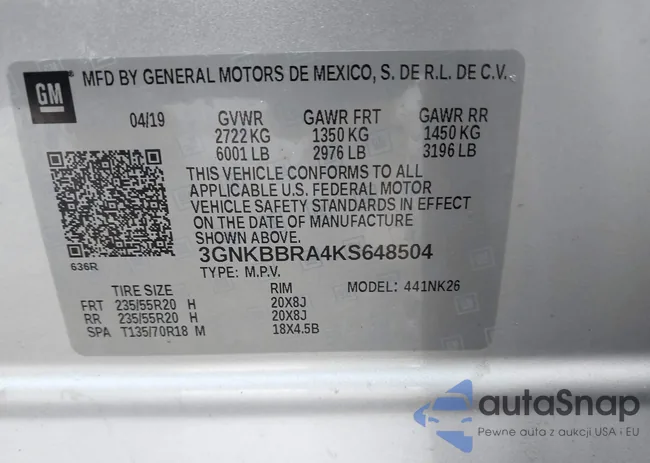 GM MFD BY GENERAL MOTORS DE MEXICO, S. DE R.L. DE C.V.
04/19 GVWR GAWR FRT GAWR RR
2722 KG 1350 KG 1450 KG
6001 LB 2976 LB 3196 LB
THIS VEHICLE CONFORMS TO ALL
APPLICABLE U.S. FEDERAL MOTOR
VEHICLE SAFETY STANDARDS IN EFFECT
ON THE DATE OF MANUFACTURE
SHOWN ABOVE.
3GNKBBRA4KS648504
636R
TYPE: M.P.V.
TIRE SIZE RIM MODEL: 441NK26
FRT 235/55R20 H 20X8J
RR 235/55R20 H 20X8J
SPA T135/70R18 M 18X4.5B
autoSnap
Pewne auto z aukcji USA i EU